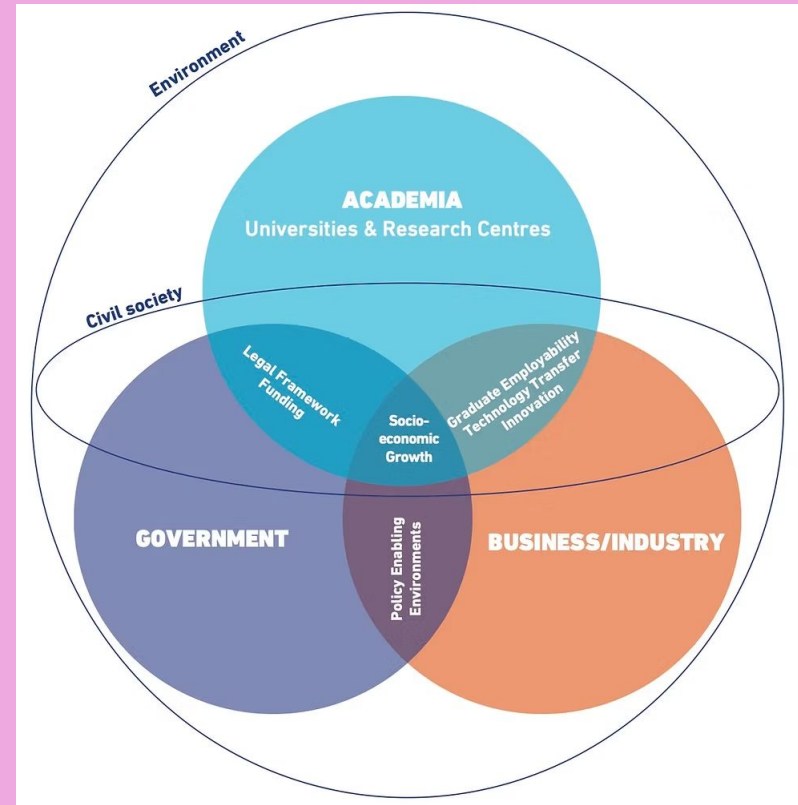 Environment
ACADEMIA
Universities & Research Centres
Civil society
Legal Framework
Funding
Graduate Employability
Technology Transfer
Innovation
Socio-
economic
Growth
GOVERNMENT
BUSINESS/INDUSTRY
Policy Enabling
Environments